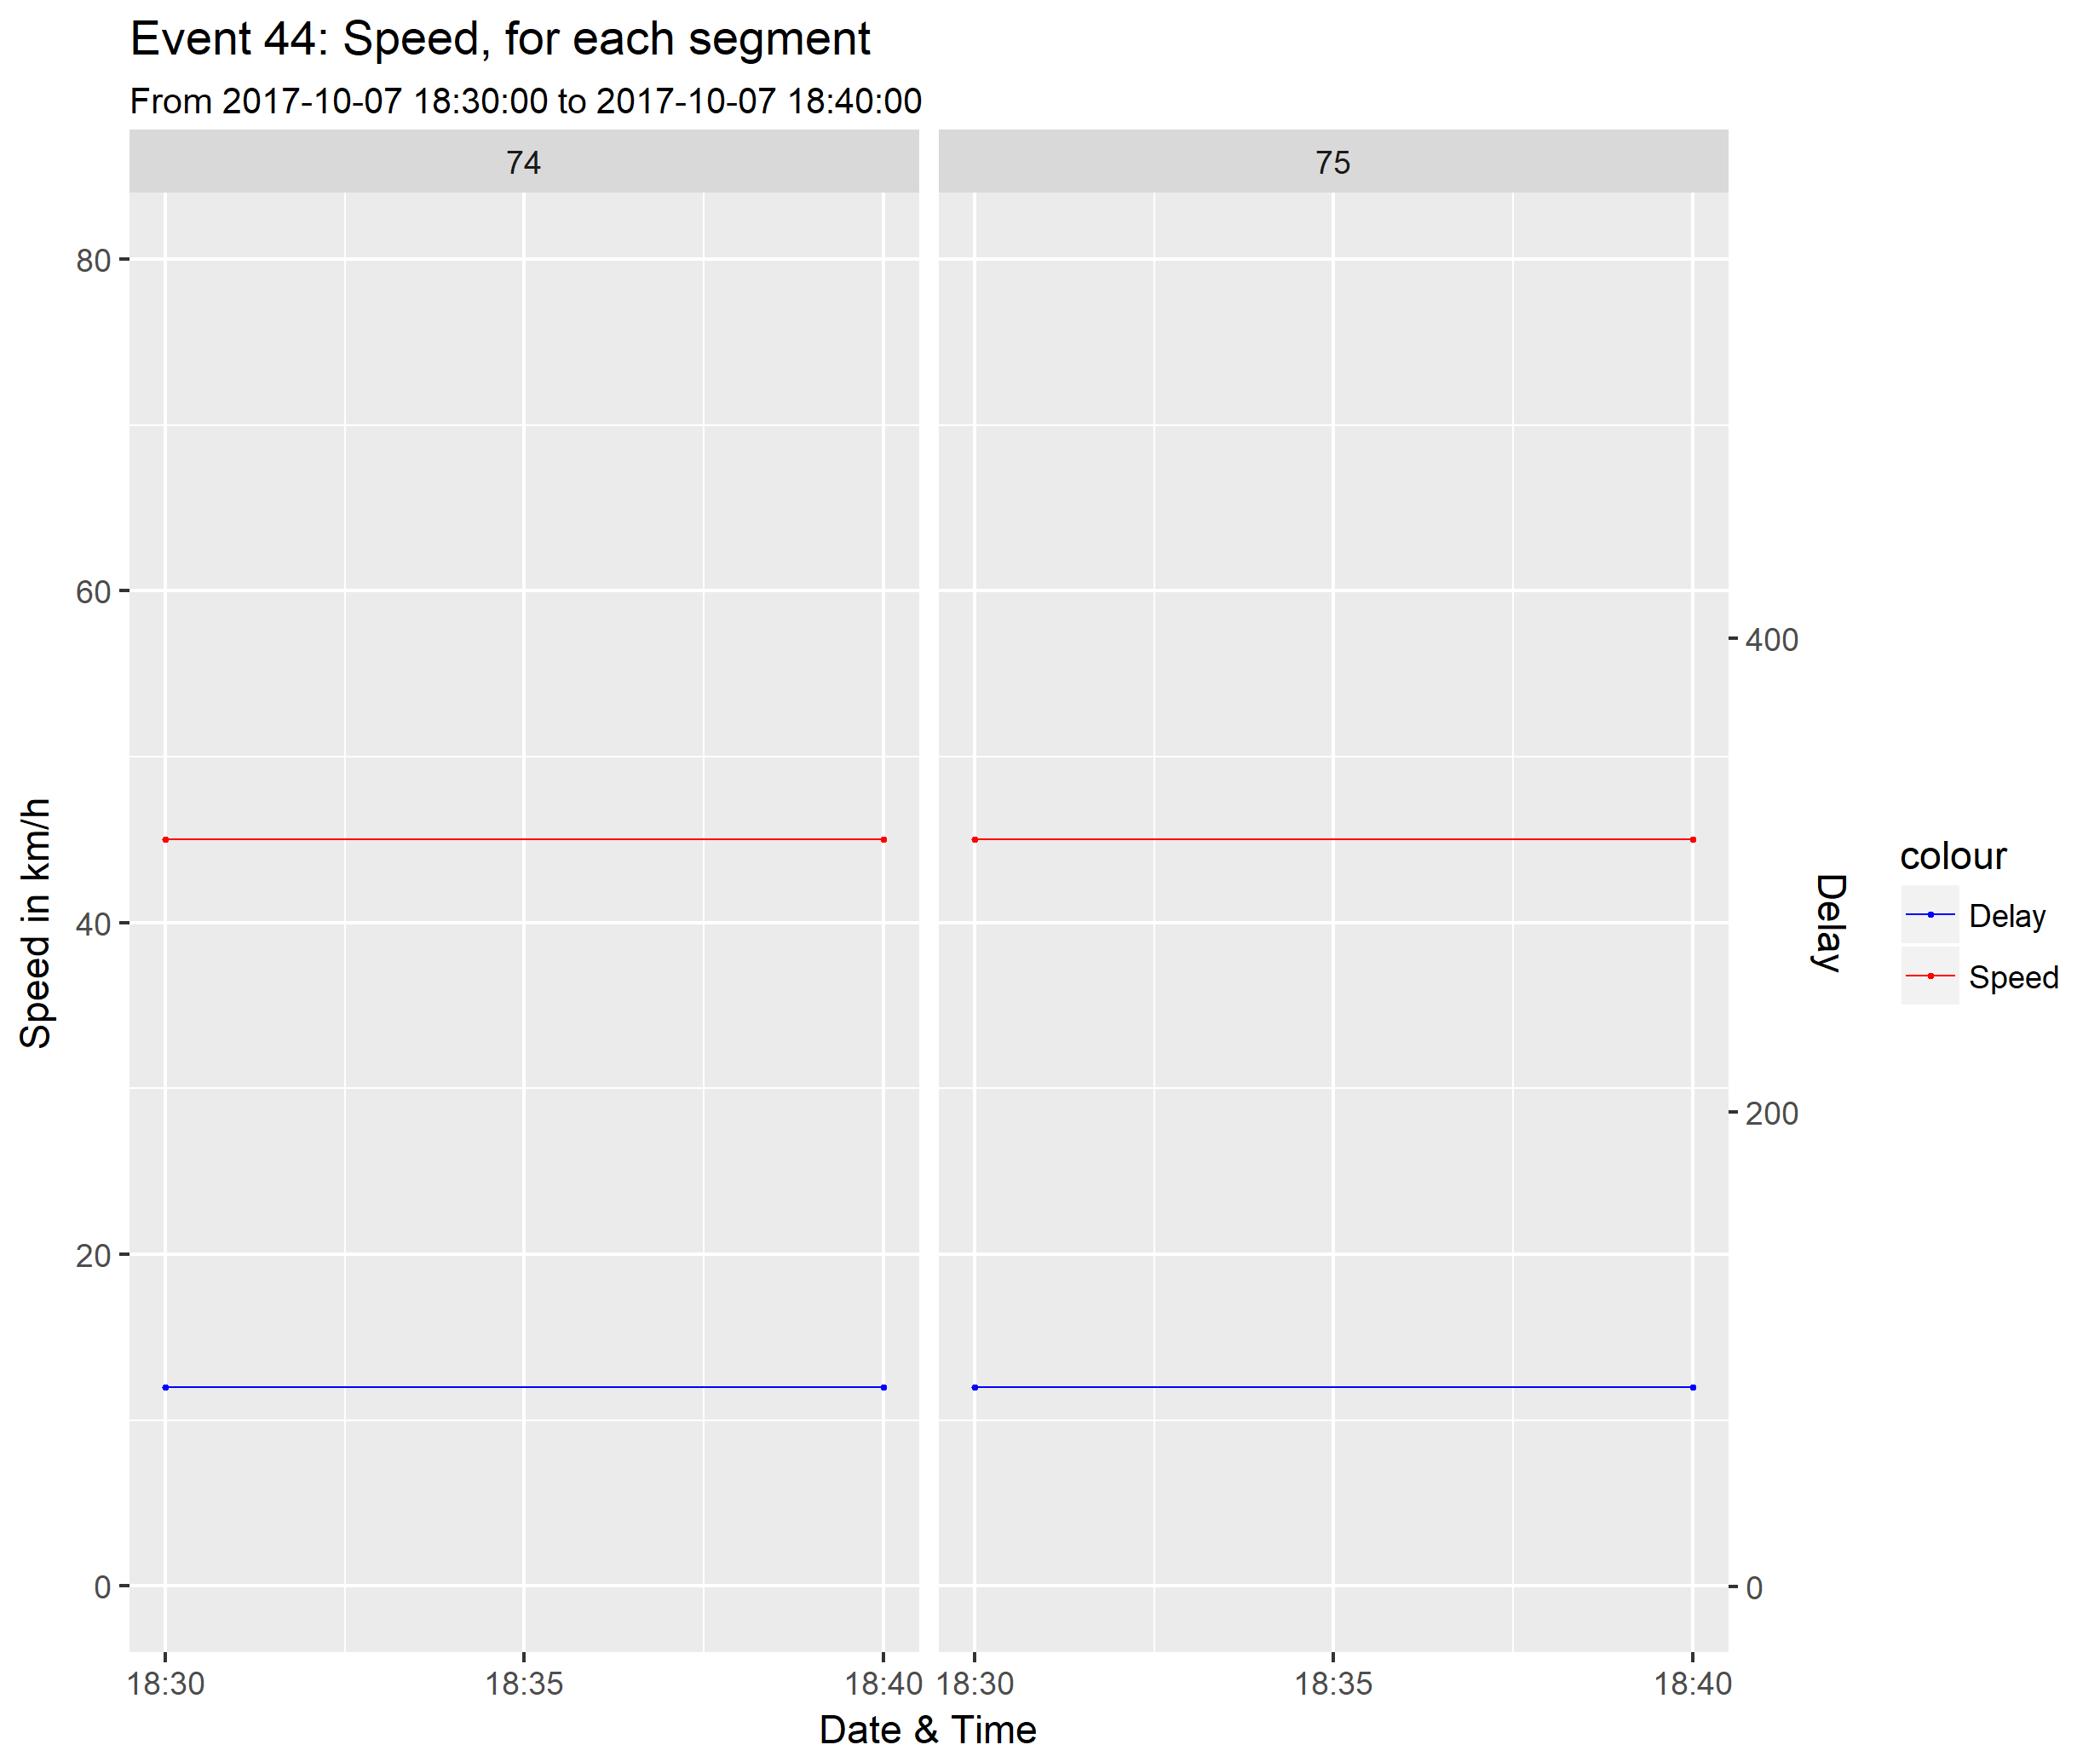 Event 44: Speed, for each segment
From 2017-10-07 18:30:00 to 2017-10-07 18:40:00
74
75
80
60
40
20
0
Speed in km/h
400
200
0
Delay
colour
Delay
Speed
18:30
18:35
18:40
18:30
18:35
18:40
Date & Time